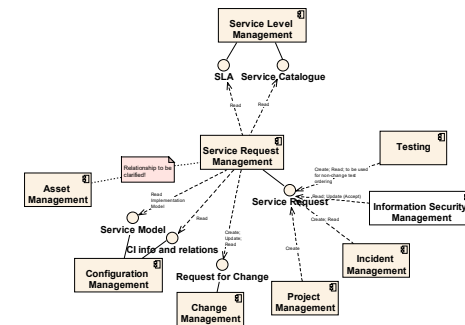 Service Level
Management
SLA
Service Catalogue
Read
Read
Service Request
Management
Testing
Relationship to be
clarified!
Create; Read; to be used
for non-change test
ordering
Asset
Management
Read
Implementation
Model
Read
Read; Update (Accept)
Service Request
Information Security
Management
Service Model
Create;
Update;
Read
Create; Read
CI info and relations
Create
Incident
Management
Configuration
Management
Request for Change
Project
Management
Change
Management